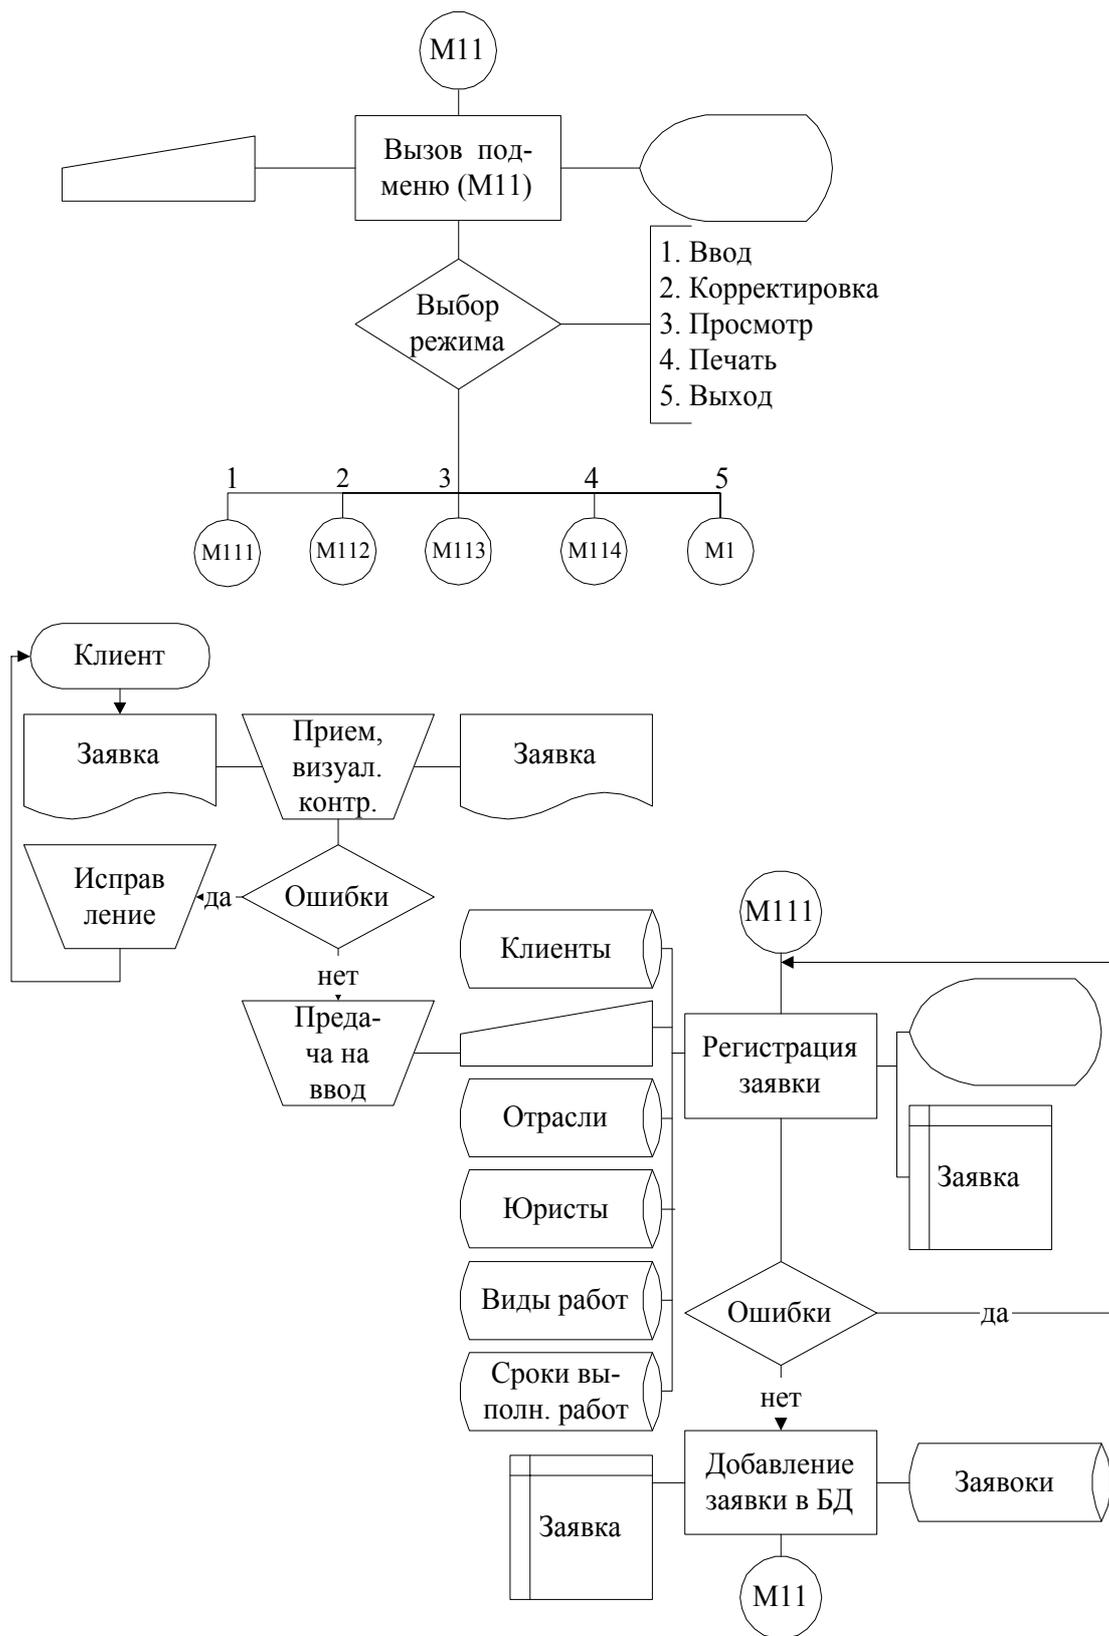 М11
Вызов под-
меню (М11)
Выбор
режима
1. Ввод
2. Корректировка
3. Просмотр
4. Печать
5. Выход
1 2 3 4 5
М111 М112 М113 М114 М1
Клиент
Заявка
Прием,
визуал.
контр.
Заявка
Исправ
ление
да
Ошибки
нет
Преда-
ча на
ввод
Клиенты
Отрасли
Юристы
Виды работ
Сроки вы-
полн. работ
М111
Регистрация
заявки
Заявка
Ошибки
да
нет
Добавление
заявки в БД
Заявка
Заявоки
М11